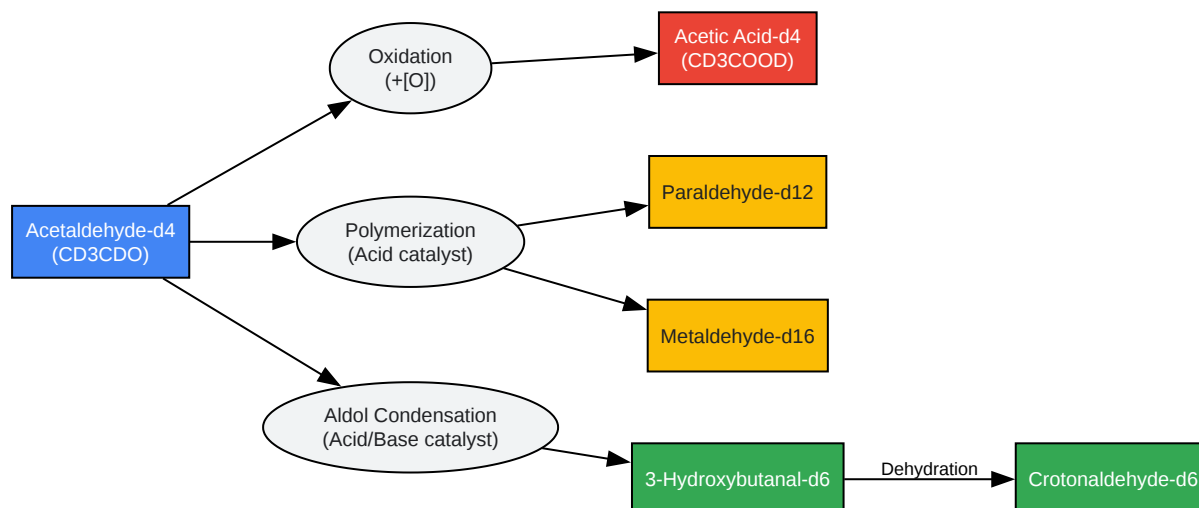 Oxidation
(+[O])
Acetic Acid-d4
(CD3COOD)
Acetaldehyde-d4
(CD3CDO)
Polymerization
(Acid catalyst)
Paraldehyde-d12
Metaldehyde-d16
Aldol Condensation
(Acid/Base catalyst)
3-Hydroxybutanal-d6
Dehydration
Crotonaldehyde-d6